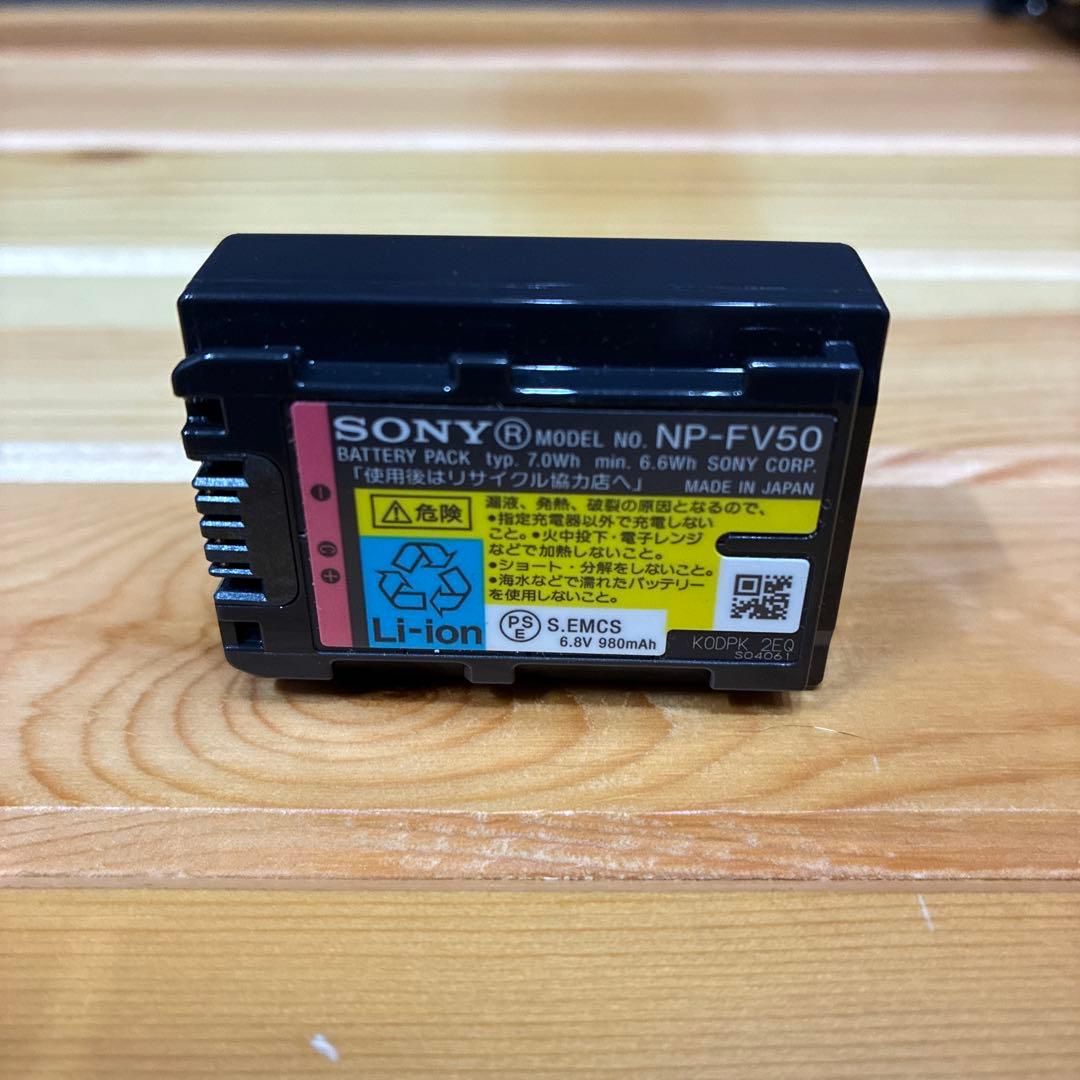 SONY® MODEL NO. NP-FV50
BATTERY PACK typ. 7.0Wh min. 6.6Wh SONY CORP.
「使用後はリサイクル協力店へ」 MADE IN JAPAN
⚠危険
漏液、発熱、破裂の原因となるので、
•指定充電器以外で充電しない
こと。•火中投下・電子レンジ
などで加熱しないこと。
•ショート・分解をしないこと。
•海水などで濡れたバッテリー
を使用しないこと。
Li-ion
PSE S.EMCS
6.8V 980mAh
KODPK 2EQ
S04061
− C +